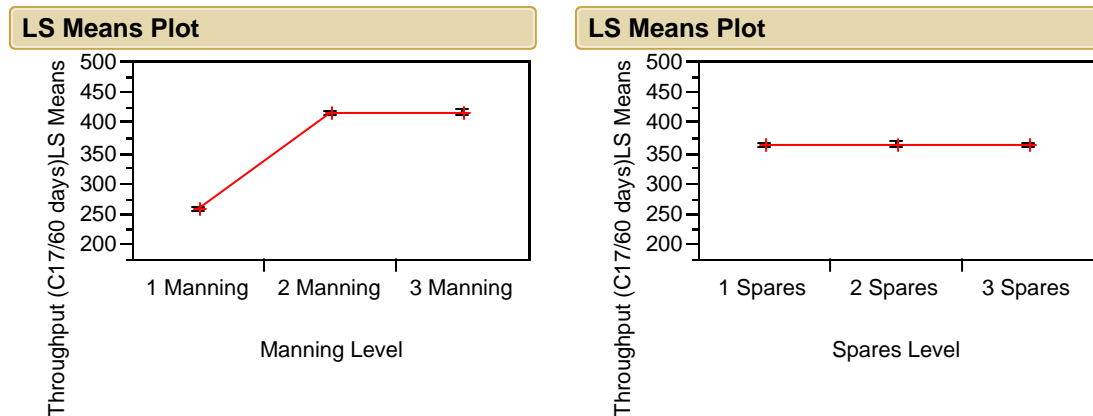 LS Means Plot
Throughput (C17/60 days)LS Means
500
450
400
350
300
250
200
1 Manning
2 Manning
3 Manning
Manning Level
LS Means Plot
Throughput (C17/60 days)LS Means
500
450
400
350
300
250
200
1 Spares
2 Spares
3 Spares
Spares Level